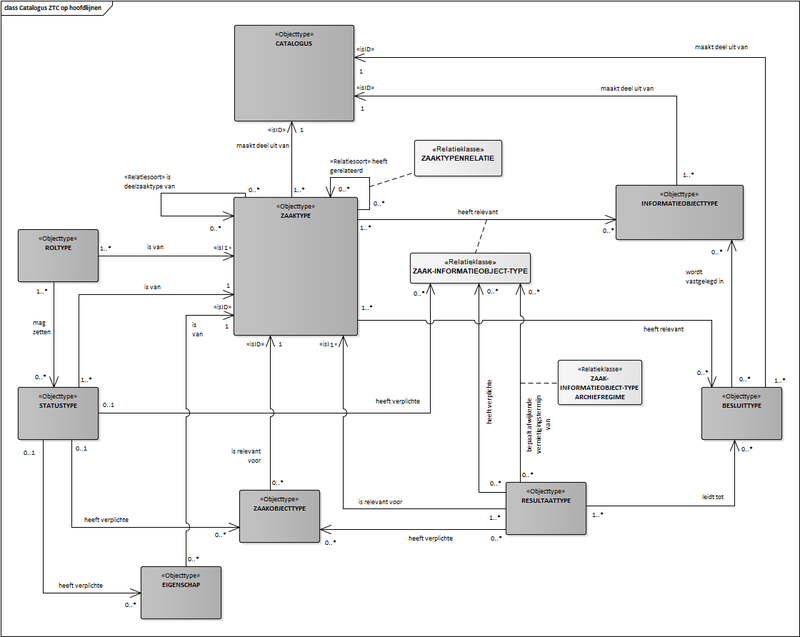 class Catalogus ZTC op hoofdlijnen
«Objecttype»
CATALOGUS
«isID»
1
maakt deel uit van
«isID»
1
maakt deel uit van
«isID»
1
maakt deel uit van
1..*
«Relatieklasse»
ZAAKTYPENRELATIE
«Relatiesoort» heeft
gerelateerd
0..*
0..*
«Relatiesoort» is
deelzaaktype van
0..*
0..*
1..*
«Objecttype»
INFORMATIEOBJECTTYPE
«Objecttype»
ZAAKTYPE
1..*
heeft relevant
0..*
«Objecttype»
ROLTYPE
1..*
is van
«isI1*
0..*
«Relatieklasse»
ZAAK-INFORMATIEOBJECT-TYPE
wordt
vastgelegd in
1..*
is van
1
0..*
0..*
0..*
«isID»
1
1..*
is
van
mag
zetten
heeft relevant
«isID»
1
«isI1*
0..*
1..*
0..*
0..*
1..*
«Objecttype»
STATUSTYPE
0..1
heeft verplichte
«Relatieklasse»
ZAAK-
INFORMATIEOBJECT-TYPE
ARCHIEFREGIME
«Objecttype»
BESLUITTYPE
heeft verplichte
bepaalt afwijkende
vernietigingstermijn
van
0..1
0..1
0..*
is relevant
voor
0..*
0..*
0..*
«Objecttype»
ZAAKOBJECTTYPE
«Objecttype»
RESULTAATTYPE
is relevant voor
1..*
leidt tot
1..*
heeft verplichte
0..*
0..*
heeft verplichte
0..*
0..*
«Objecttype»
EIGENSCHAP
heeft verplichte
0..*